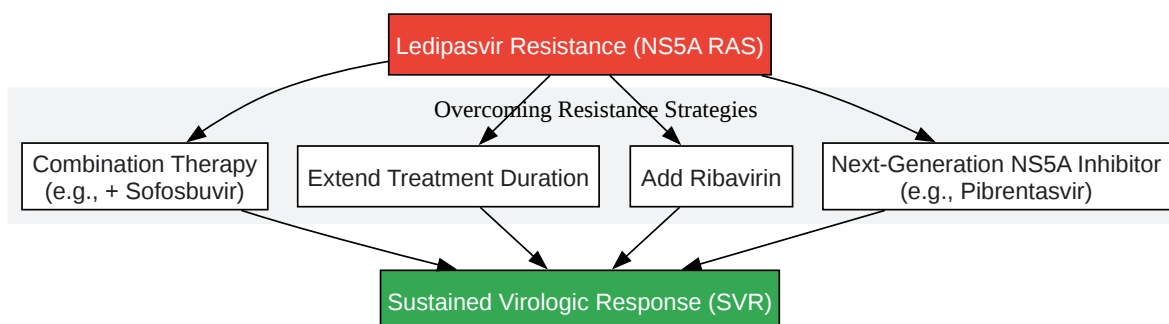 Ledipasvir Resistance (NS5A RAS)
Overcoming Resistance Strategies
Combination Therapy
(e.g., + Sofosbuvir)
Extend Treatment Duration
Add Ribavirin
Next-Generation NS5A Inhibitor
(e.g., Pibrentasvir)
Sustained Virologic Response (SVR)